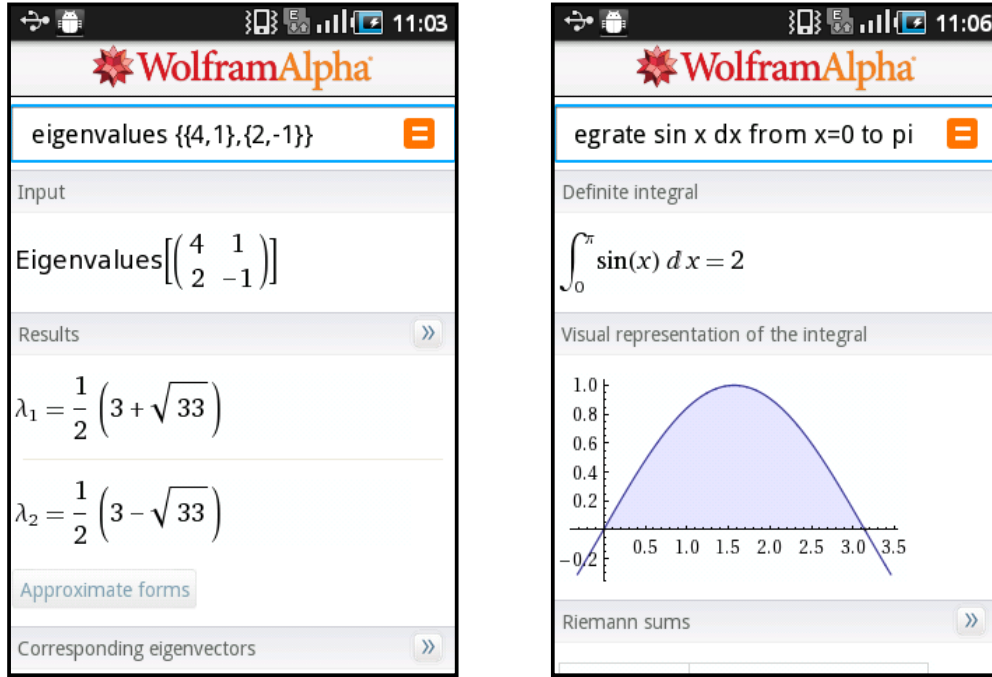 11:03
WolframAlpha
eigenvalues {{4,1},{2,-1}}
Input
Eigenvalues[(4 1
2 -1)]
Results
λ₁ = 1/2 (3 + √33)
λ₂ = 1/2 (3 - √33)
Approximate forms
Corresponding eigenvectors
11:06
WolframAlpha
egrate sin x dx from x=0 to pi
Definite integral
∫₀^π sin(x) dx = 2
Visual representation of the integral
1.0
0.8
0.6
0.4
0.2
0.5 1.0 1.5 2.0 2.5 3.0 3.5
-0.2
Riemann sums